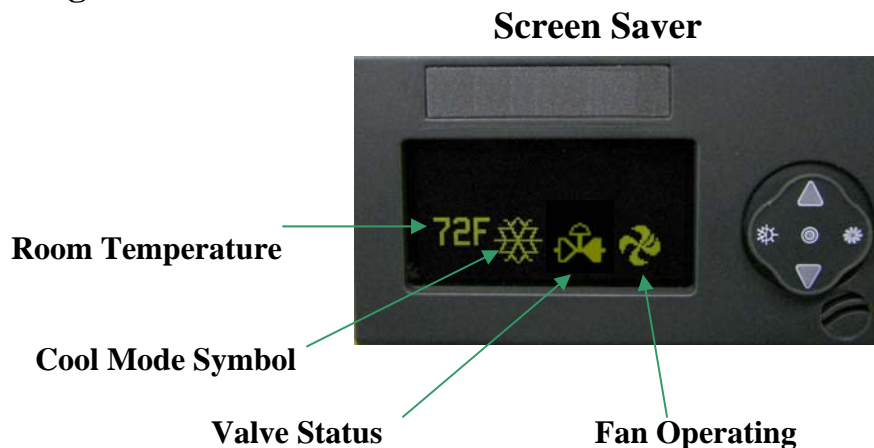 Screen Saver
72F
Room Temperature
Cool Mode Symbol
Valve Status
Fan Operating